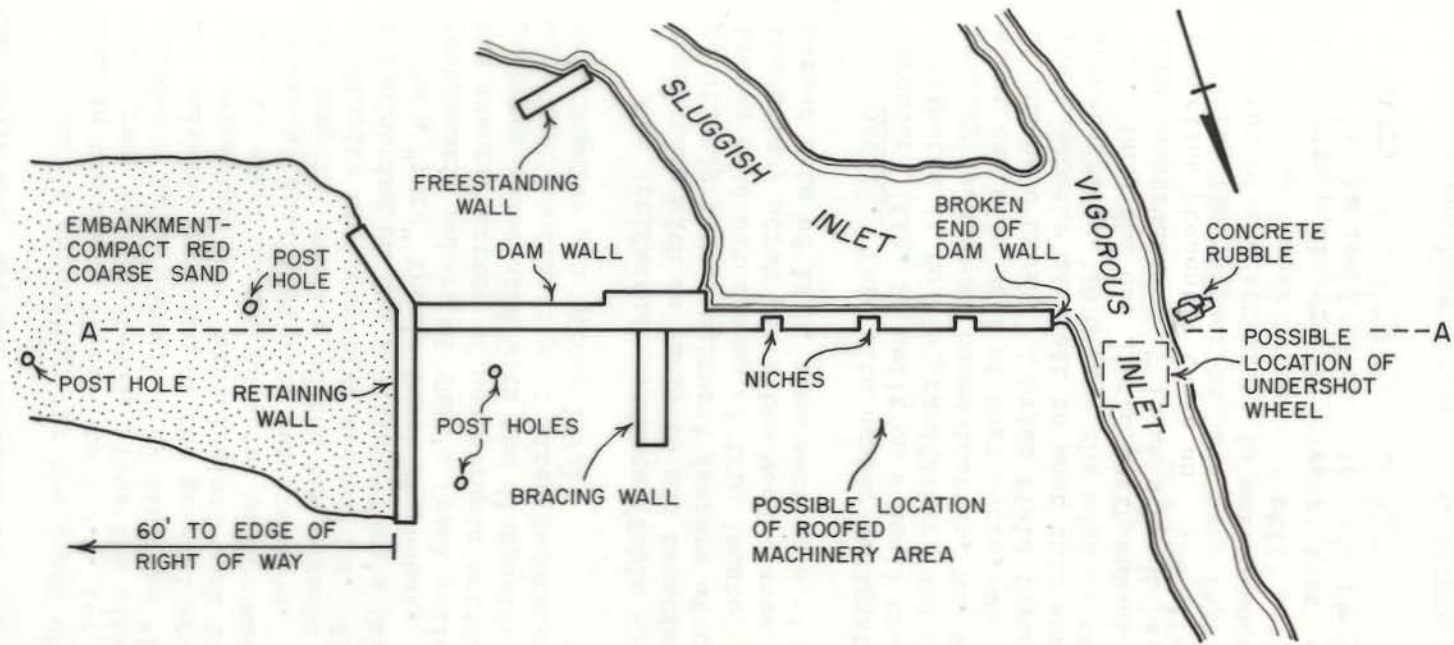 SLUGGISH
INLET
VIGOROUS
INLET
FREESTANDING
WALL
DAM WALL
BROKEN
END OF
DAM WALL
CONCRETE
RUBBLE
EMBANKMENT-
COMPACT RED
COARSE SAND
POST
HOLE
A
A
POST HOLE
RETAINING
WALL
POST HOLES
BRACING WALL
NICHES
POSSIBLE
LOCATION OF
UNDERSHOT
WHEEL
POSSIBLE LOCATION
OF ROOFED
MACHINERY AREA
60' TO EDGE OF
RIGHT OF WAY